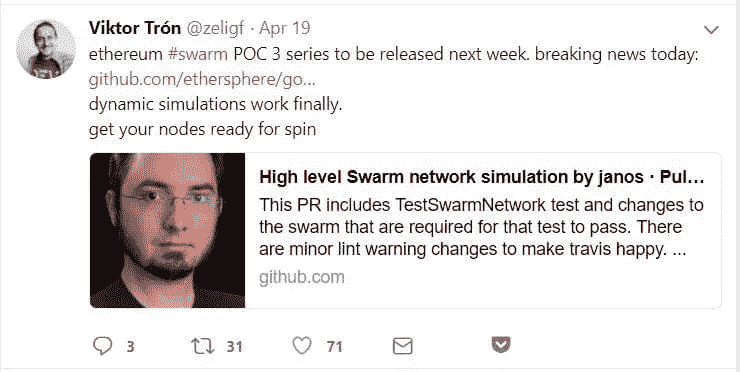 Viktor Trón @zeligf · Apr 19
ethereum #swarm POC 3 series to be released next week. breaking news today:
github.com/ethersphere/go...
dynamic simulations work finally.
get your nodes ready for spin
High level Swarm network simulation by janos · Pul...
This PR includes TestSwarmNetwork test and changes to
the swarm that are required for that test to pass. There
are minor lint warning changes to make travis happy. ...
github.com
3 31 71